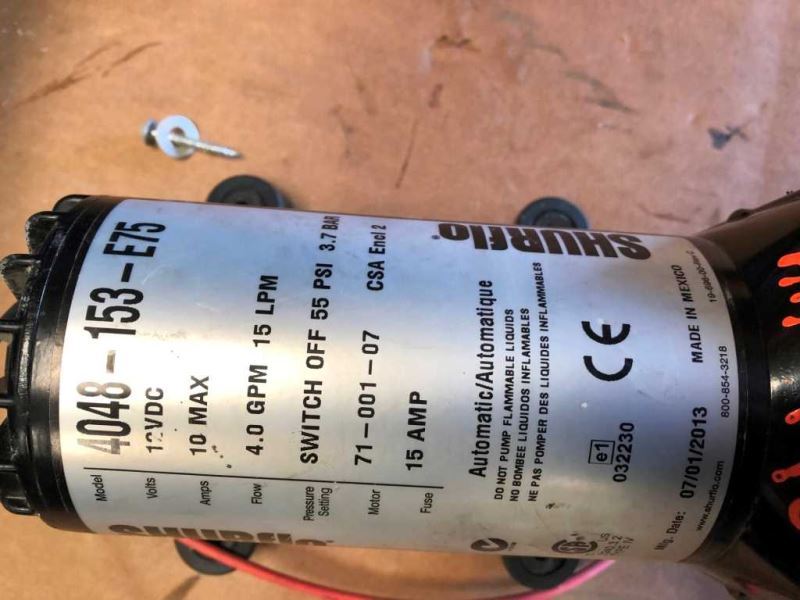 SHURflo
Model 4048-153-E75
Volts 12VDC
Amps 10 MAX
Flow 4.0 GPM 15 LPM
Pressure Setting SWITCH OFF 55 PSI 3.7 BAR
Motor 71-001-07 CSA Encl 2
Fuse 15 AMP
Automatic/Automatique
DO NOT PUMP FLAMMABLE LIQUIDS
NO BOMBEE LIQUIDOS INFLAMABLES
NE PAS POMPER DES LIQUIDES INFLAMMABLES
e1
032230
CE
Mfg. Date: 07/01/2013 MADE IN MEXICO
www.shurflo.com 800-854-3218
SHURflo
US